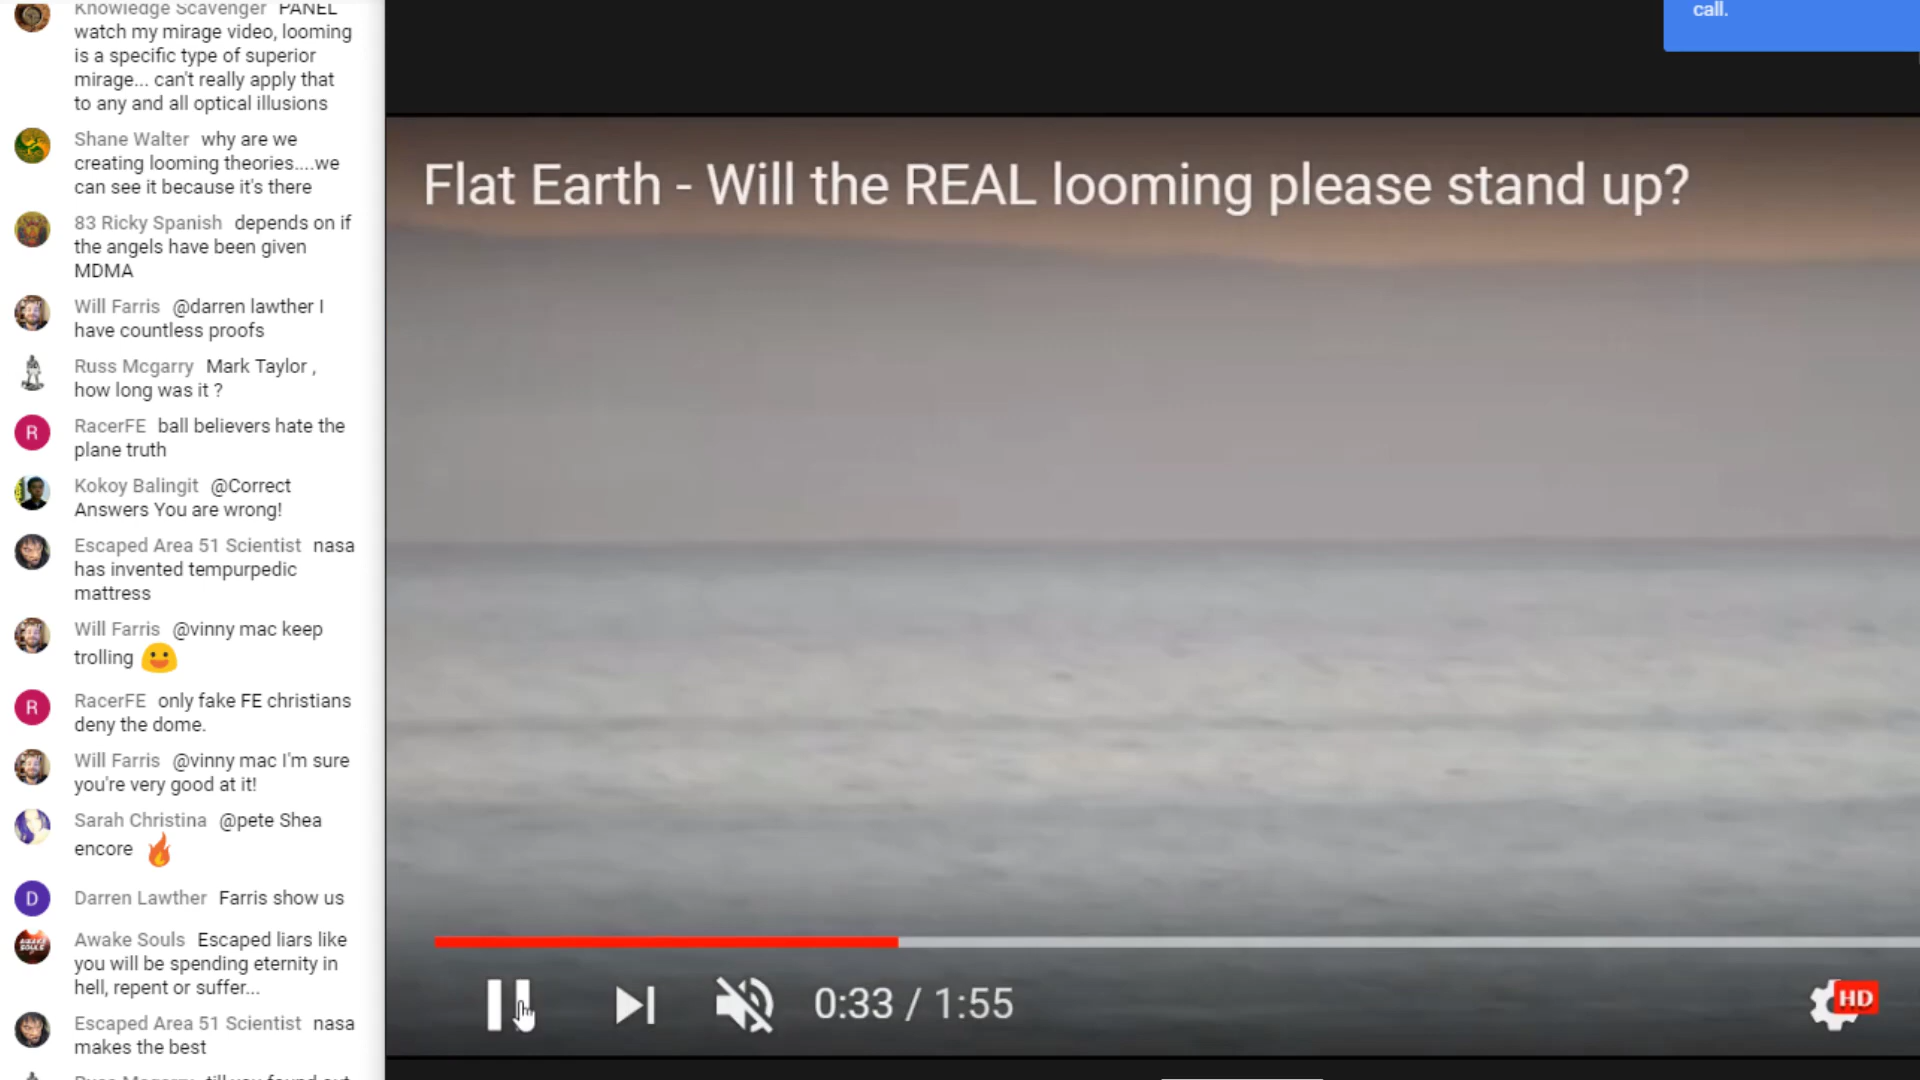 Knowledge Scavenger PANEL
watch my mirage video, looming
is a specific type of superior
mirage... can't really apply that
to any and all optical illusions
Shane Walter why are we
creating looming theories....we
can see it because it's there
83 Ricky Spanish depends on if
the angels have been given
MDMA
Will Farris @darren lawther I
have countless proofs
Russ Mcgarry Mark Taylor ,
how long was it ?
R
RacerFE ball believers hate the
plane truth
Kokoy Balingit @Correct
Answers You are wrong!
Escaped Area 51 Scientist nasa
has invented tempurpedic
mattress
Will Farris @vinny mac keep
trolling
R
RacerFE only fake FE christians
deny the dome.
Will Farris @vinny mac I'm sure
you're very good at it!
Sarah Christina @pete Shea
encore
D
Darren Lawther Farris show us
AWAKE SOULS
Awake Souls Escaped liars like
you will be spending eternity in
hell, repent or suffer...
Escaped Area 51 Scientist nasa
makes the best
Russ Mcgarry till you found out
call.
Flat Earth - Will the REAL looming please stand up?
0:33 / 1:55
HD